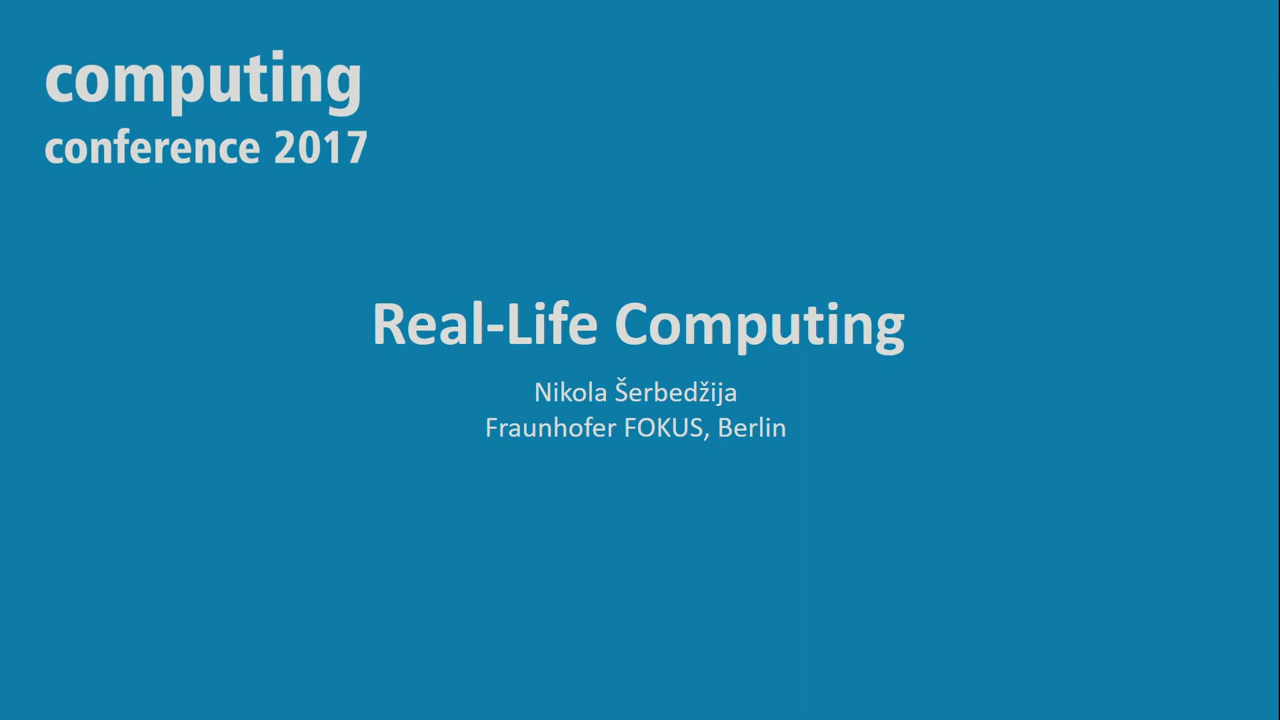 computing
conference 2017
Real-Life Computing
Nikola Šerbedžija
Fraunhofer FOKUS, Berlin